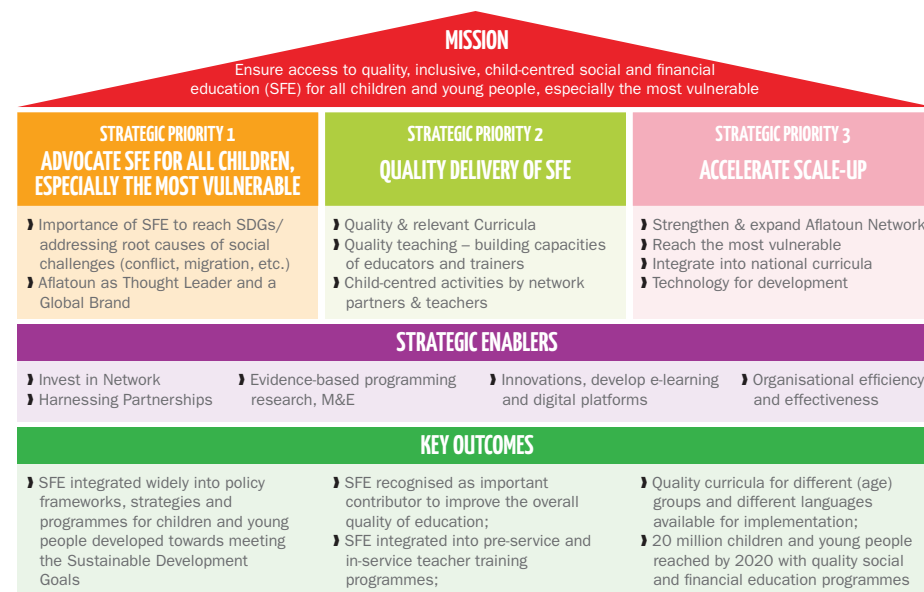 MISSION
Ensure access to quality, inclusive, child-centred social and financial
education (SFE) for all children and young people, especially the most vulnerable
STRATEGIC PRIORITY 1
ADVOCATE SFE FOR ALL CHILDREN,
ESPECIALLY THE MOST VULNERABLE
❫ Importance of SFE to reach SDGs/
addressing root causes of social
challenges (conflict, migration, etc.)
❫ Aflatoun as Thought Leader and a
Global Brand
STRATEGIC PRIORITY 2
QUALITY DELIVERY OF SFE
❫ Quality & relevant Curricula
❫ Quality teaching – building capacities
of educators and trainers
❫ Child-centred activities by network
partners & teachers
STRATEGIC PRIORITY 3
ACCELERATE SCALE-UP
❫ Strengthen & expand Aflatoun Network
❫ Reach the most vulnerable
❫ Integrate into national curricula
❫ Technology for development
STRATEGIC ENABLERS
❫ Invest in Network
❫ Harnessing Partnerships
❫ Evidence-based programming
research, M&E
❫ Innovations, develop e-learning
and digital platforms
❫ Organisational efficiency
and effectiveness
KEY OUTCOMES
❫ SFE integrated widely into policy
frameworks, strategies and
programmes for children and young
people developed towards meeting
the Sustainable Development
Goals
❫ SFE recognised as important
contributor to improve the overall
quality of education;
❫ SFE integrated into pre-service and
in-service teacher training
programmes;
❫ Quality curricula for different (age)
groups and different languages
available for implementation;
❫ 20 million children and young people
reached by 2020 with quality social
and financial education programmes